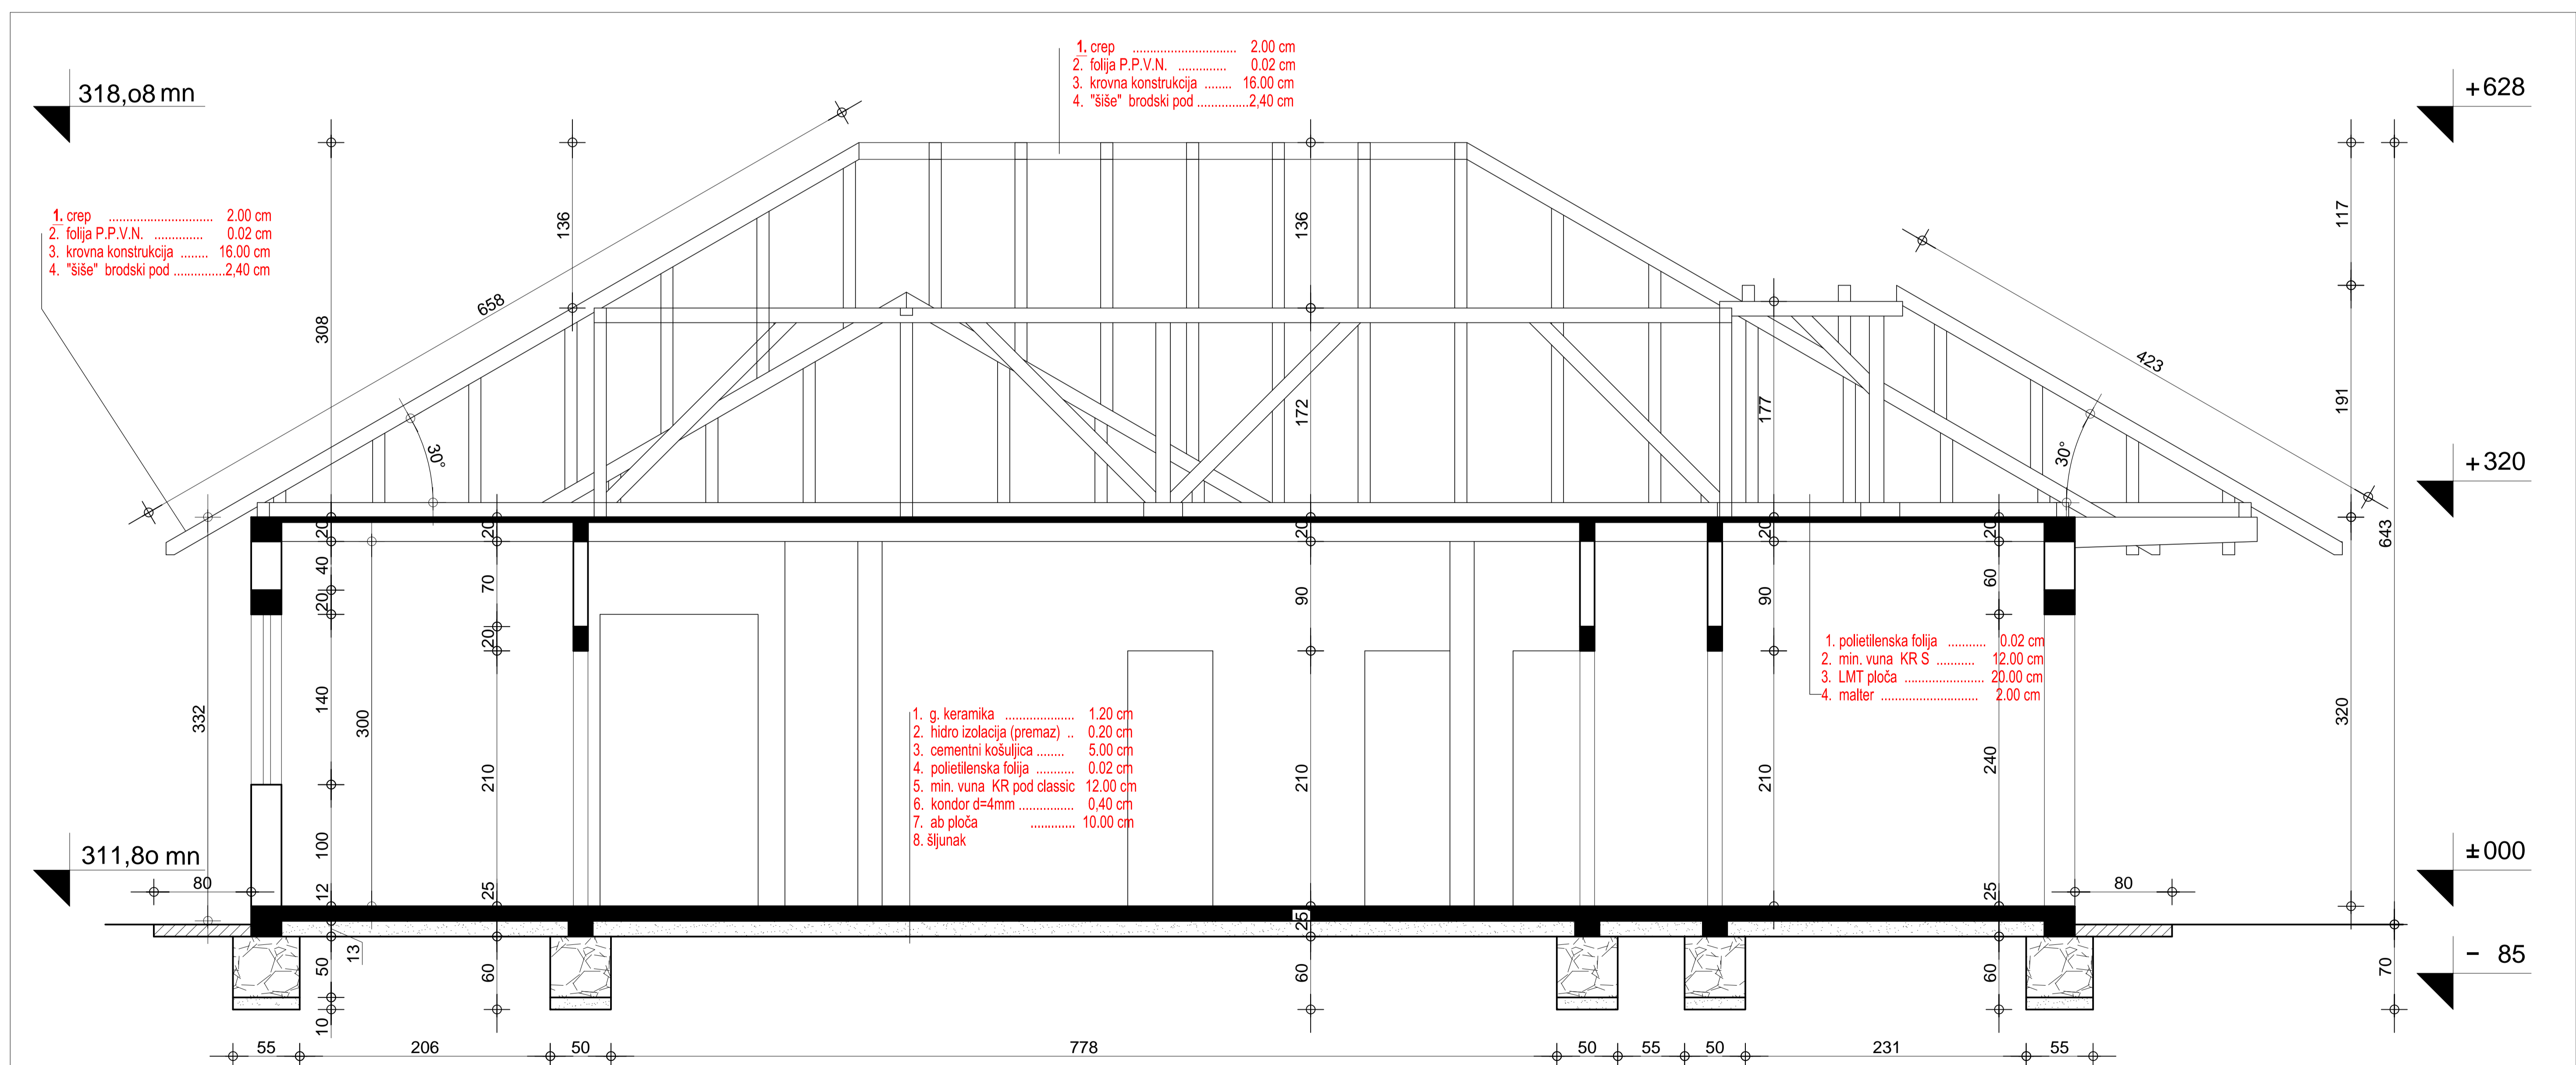 318,o8 mn
1. crep .............................. 2.00 cm
2. folija P.P.V.N. .............. 0.02 cm
3. krovna konstrukcija ........ 16.00 cm
4. "šiše" brodski pod ...............2,40 cm
+628
1. crep .............................. 2.00 cm
2. folija P.P.V.N. .............. 0.02 cm
3. krovna konstrukcija ........ 16.00 cm
4. "šiše" brodski pod ...............2,40 cm
136
136
117
658
308
423
172
177
191
30°
30°
+320
20
20
20
20
20
643
40
70
90
90
60
20
20
1. polietilenska folija ........... 0.02 cm
2. min. vuna KR S ........... 12.00 cm
3. LMT ploča ....................... 20.00 cm
4. malter ............................ 2.00 cm
332
140
300
320
1. g. keramika .................... 1.20 cm
2. hidro izolacija (premaz) .. 0.20 cm
3. cementni košuljica ........ 5.00 cm
4. polietilenska folija ........... 0.02 cm
5. min. vuna KR pod classic 12.00 cm
6. kondor d=4mm ................ 0,40 cm
7. ab ploča ............. 10.00 cm
8. šljunak
210
210
210
240
311,8o mn
100
±000
80
12
25
25
25
80
13
50
60
60
60
70
- 85
10
55
206
50
778
50
55
50
231
55